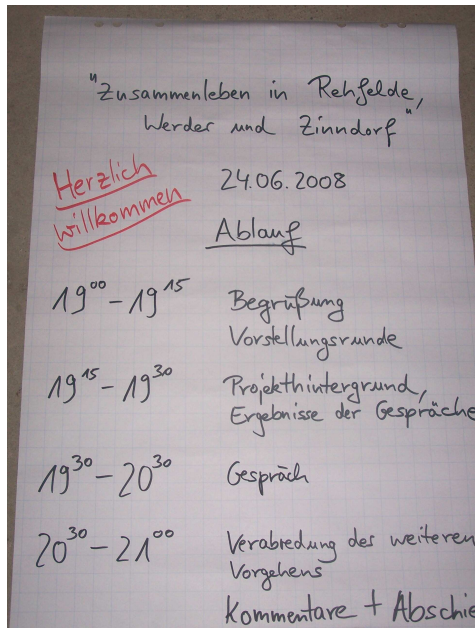 "Zusammenleben in Rehfelde,
Werder und Zinndorf"
Herzlich
willkommen
24.06.2008
Ablauf
19⁰⁰ – 19¹⁵ Begrüßung
Vorstellungsrunde
19¹⁵ – 19³⁰ Projekthintergrund,
Ergebnisse der Gespräche
19³⁰ – 20³⁰ Gespräch
20³⁰ – 21⁰⁰ Verabredung des weiteren
Vorgehens
Kommentare + Abschie